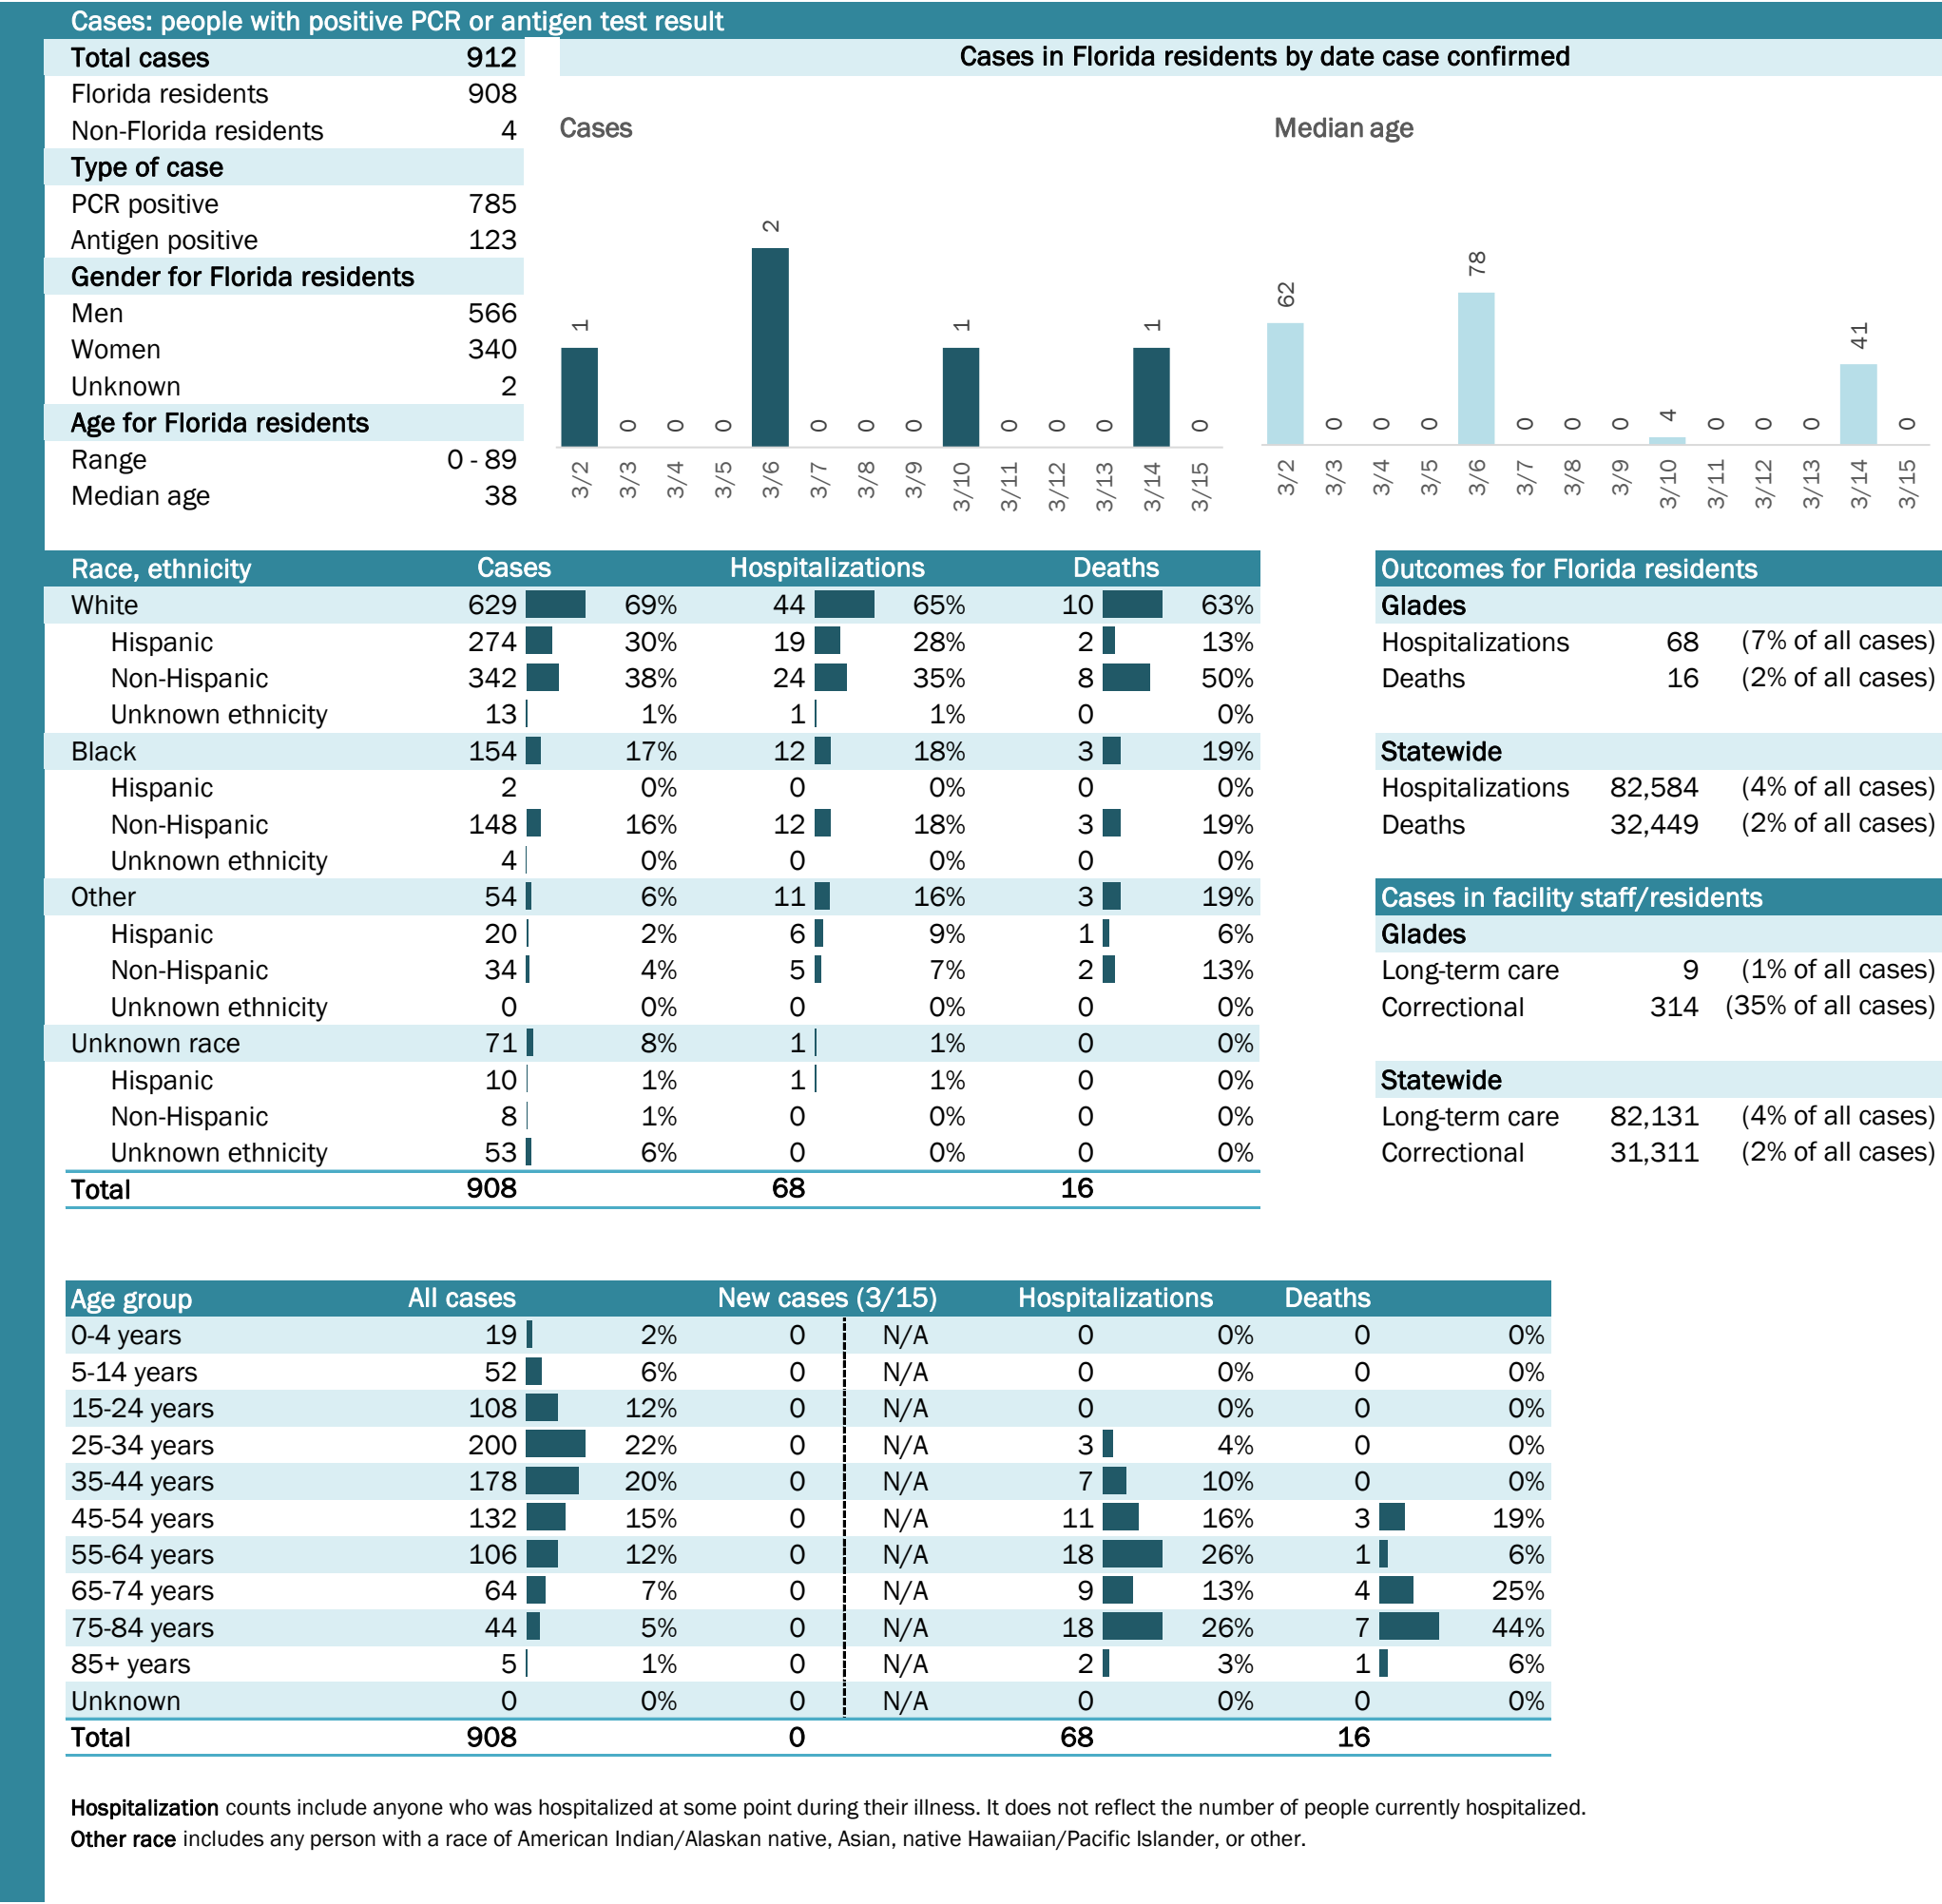 Cases: people with positive PCR or antigen test result
Total cases 912
Florida residents 908
Non-Florida residents 4
Type of case
PCR positive 785
Antigen positive 123
Gender for Florida residents
Men 566
Women 340
Unknown 2
Age for Florida residents
Range 0 - 89
Median age 38
Cases in Florida residents by date case confirmed
Cases
1 0 0 0 2 0 0 0 1 0 0 0 1 0
3/2 3/3 3/4 3/5 3/6 3/7 3/8 3/9 3/10 3/11 3/12 3/13 3/14 3/15
Median age
62 0 0 0 78 0 0 0 4 0 0 0 41 0
3/2 3/3 3/4 3/5 3/6 3/7 3/8 3/9 3/10 3/11 3/12 3/13 3/14 3/15
Race, ethnicity Cases Hospitalizations Deaths
White 629 69% 44 65% 10 63%
Hispanic 274 30% 19 28% 2 13%
Non-Hispanic 342 38% 24 35% 8 50%
Unknown ethnicity 13 1% 1 1% 0 0%
Black 154 17% 12 18% 3 19%
Hispanic 2 0% 0 0% 0 0%
Non-Hispanic 148 16% 12 18% 3 19%
Unknown ethnicity 4 0% 0 0% 0 0%
Other 54 6% 11 16% 3 19%
Hispanic 20 2% 6 9% 1 6%
Non-Hispanic 34 4% 5 7% 2 13%
Unknown ethnicity 0 0% 0 0% 0 0%
Unknown race 71 8% 1 1% 0 0%
Hispanic 10 1% 1 1% 0 0%
Non-Hispanic 8 1% 0 0% 0 0%
Unknown ethnicity 53 6% 0 0% 0 0%
Total 908 68 16
Outcomes for Florida residents
Glades
Hospitalizations 68 (7% of all cases)
Deaths 16 (2% of all cases)
Statewide
Hospitalizations 82,584 (4% of all cases)
Deaths 32,449 (2% of all cases)
Cases in facility staff/residents
Glades
Long-term care 9 (1% of all cases)
Correctional 314 (35% of all cases)
Statewide
Long-term care 82,131 (4% of all cases)
Correctional 31,311 (2% of all cases)
Age group All cases New cases (3/15) Hospitalizations Deaths
0-4 years 19 2% 0 N/A 0 0% 0 0%
5-14 years 52 6% 0 N/A 0 0% 0 0%
15-24 years 108 12% 0 N/A 0 0% 0 0%
25-34 years 200 22% 0 N/A 3 4% 0 0%
35-44 years 178 20% 0 N/A 7 10% 0 0%
45-54 years 132 15% 0 N/A 11 16% 3 19%
55-64 years 106 12% 0 N/A 18 26% 1 6%
65-74 years 64 7% 0 N/A 9 13% 4 25%
75-84 years 44 5% 0 N/A 18 26% 7 44%
85+ years 5 1% 0 N/A 2 3% 1 6%
Unknown 0 0% 0 N/A 0 0% 0 0%
Total 908 0 68 16
Hospitalization counts include anyone who was hospitalized at some point during their illness. It does not reflect the number of people currently hospitalized.
Other race includes any person with a race of American Indian/Alaskan native, Asian, native Hawaiian/Pacific Islander, or other.